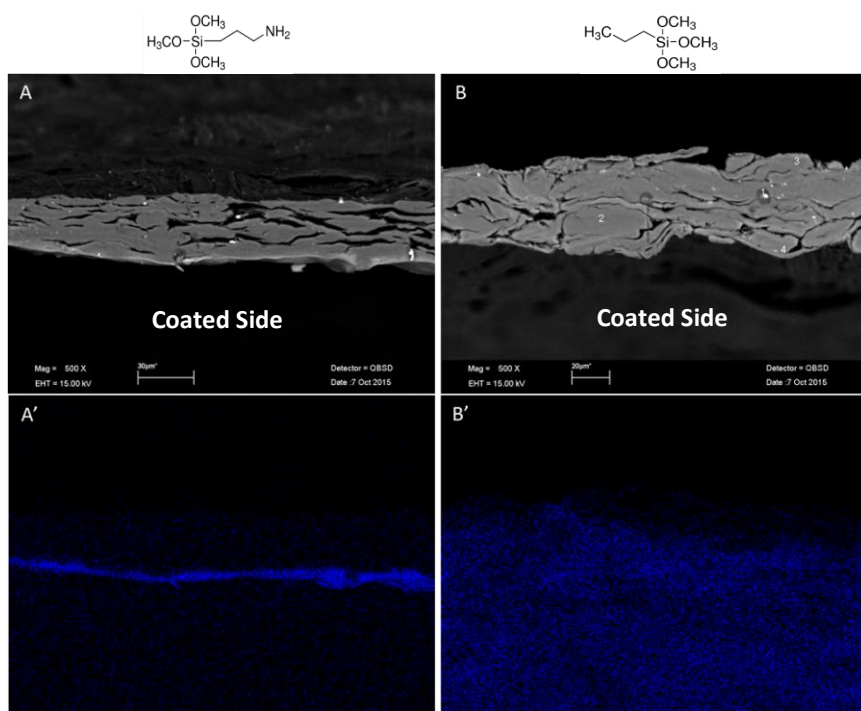 OCH₃
H₃CO-Si
NH₂
OCH₃
OCH₃
H₃C
Si-OCH₃
OCH₃
A
B
1
2
3
4
Coated Side
Coated Side
Mag = 500 X
30µm*
Detector = QBSD
EHT = 15.00 kV
Date :7 Oct 2015
Mag = 500 X
20µm*
Detector = QBSD
EHT = 15.00 kV
Date :7 Oct 2015
A'
B'